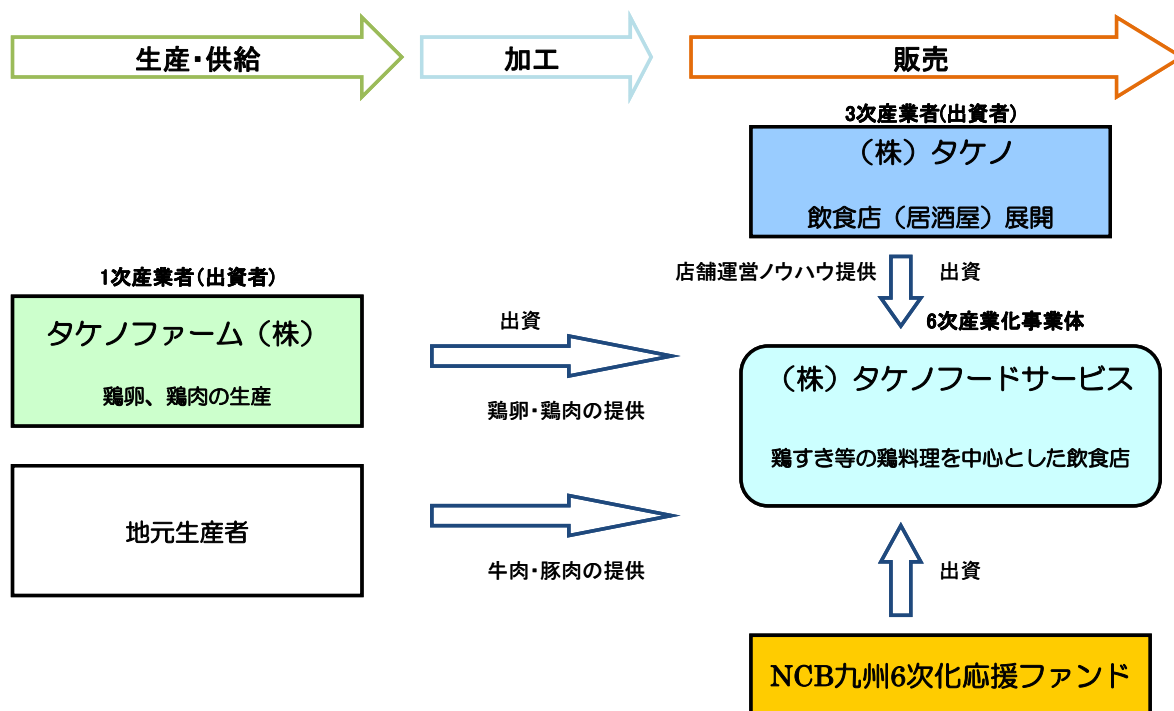 生産・供給
加工
販売
3次産業者(出資者)
（株）タケノ
飲食店（居酒屋）展開
店舗運営ノウハウ提供
出資
1次産業者(出資者)
タケノファーム（株）
鶏卵、鶏肉の生産
出資
鶏卵・鶏肉の提供
6次産業化事業体
（株）タケノフードサービス
鶏すき等の鶏料理を中心とした飲食店
地元生産者
牛肉・豚肉の提供
出資
NCB九州6次化応援ファンド